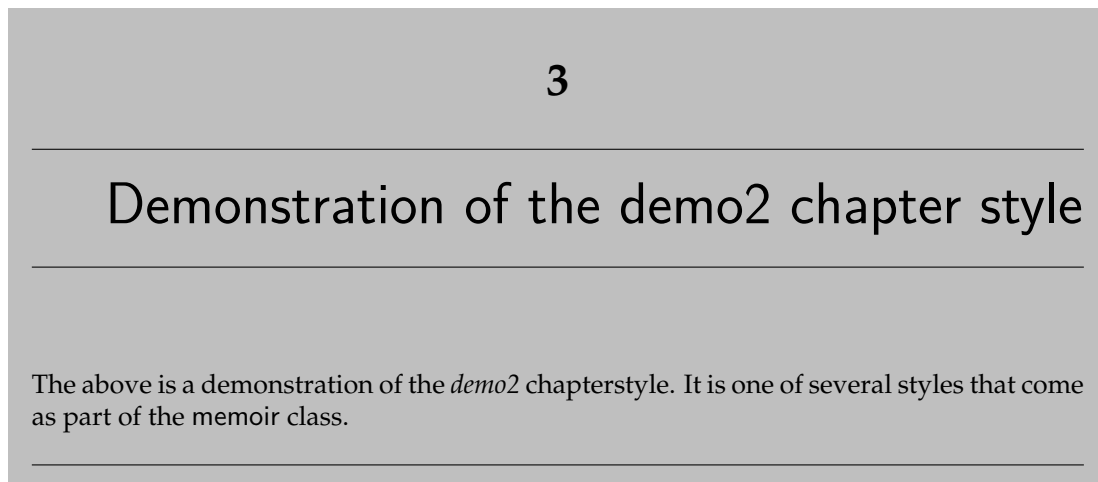 3
Demonstration of the demo2 chapter style
The above is a demonstration of the demo2 chapterstyle. It is one of several styles that come
as part of the memoir class.